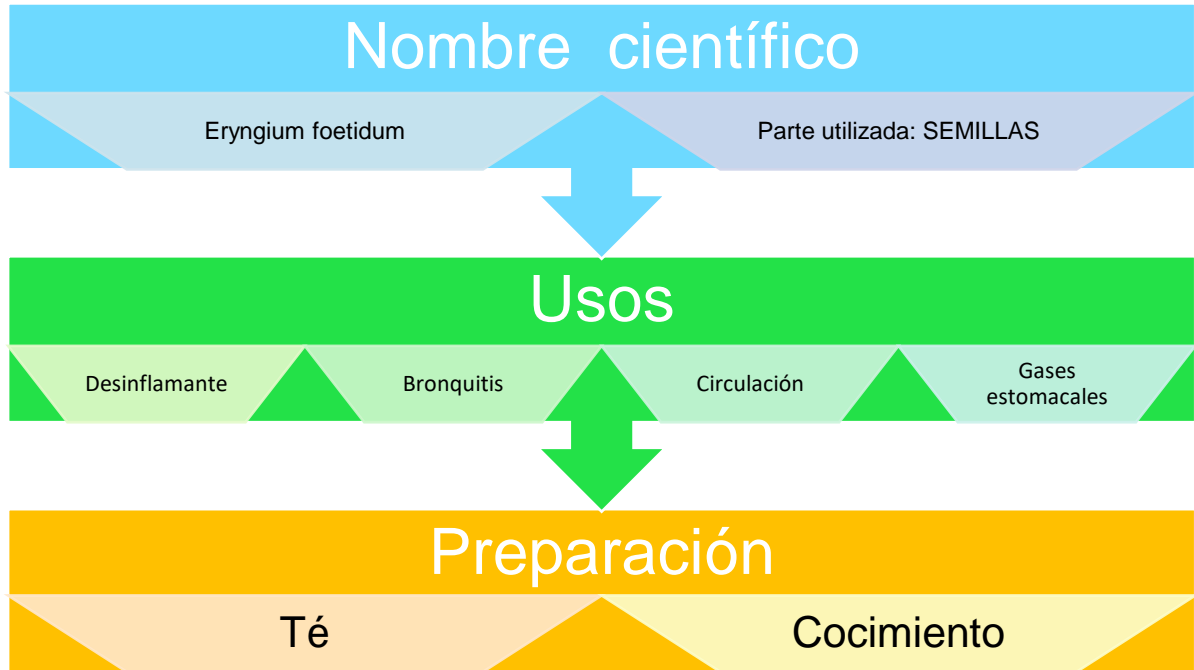 Nombre científico
Eryngium foetidum
Parte utilizada: SEMILLAS
Usos
Desinflamante
Bronquitis
Circulación
Gases
estomacales
Preparación
Té
Cocimiento